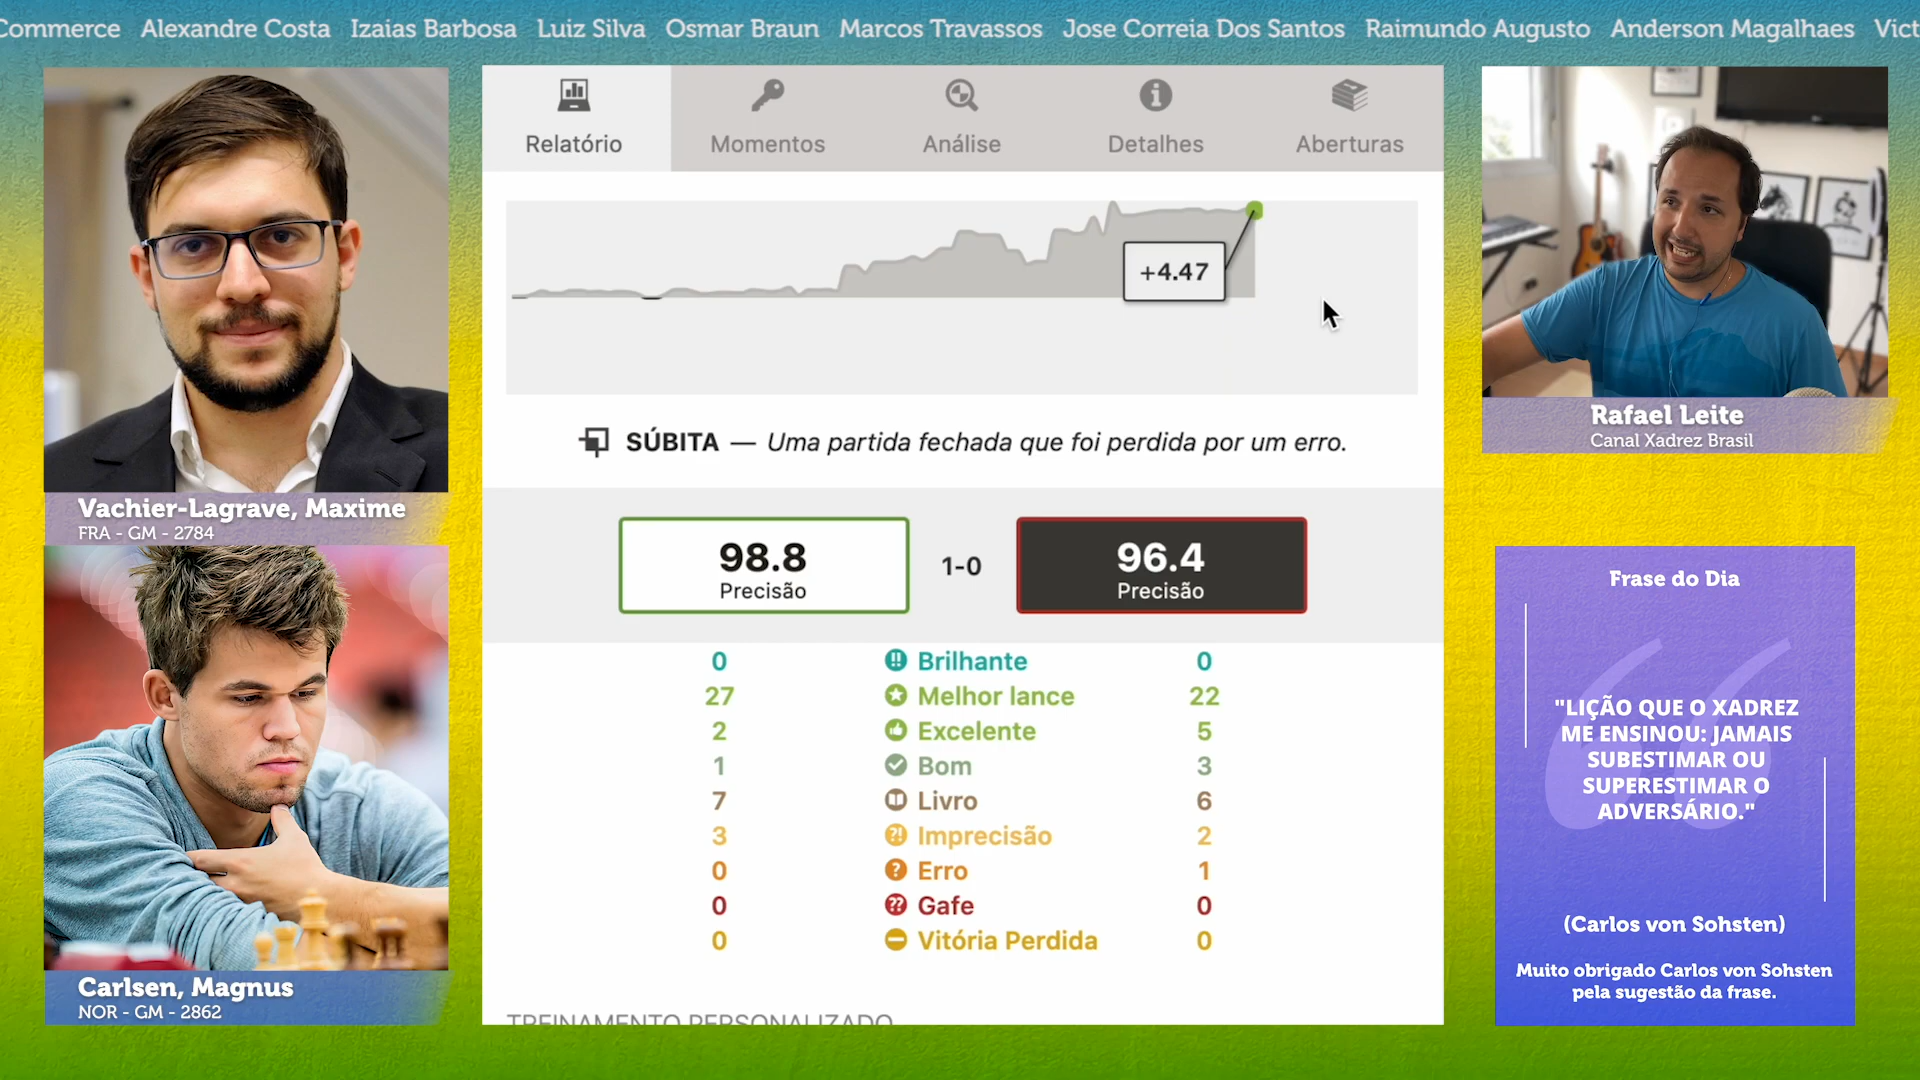 Commerce Alexandre Costa Izaias Barbosa Luiz Silva Osmar Braun Marcos Travassos Jose Correia Dos Santos Raimundo Augusto Anderson Magalhaes Vict
Relatório Momentos Análise Detalhes Aberturas
+4.47
SÚBITA — Uma partida fechada que foi perdida por um erro.
98.8 1-0 96.4
Precisão Precisão
0 Brilhante 0
27 Melhor lance 22
2 Excelente 5
1 Bom 3
7 Livro 6
3 Imprecisão 2
0 Erro 1
0 Gafe 0
0 Vitória Perdida 0
TREINAMENTO PERSONALIZADO
Vachier-Lagrave, Maxime
FRA - GM - 2784
Carlsen, Magnus
NOR - GM - 2862
Rafael Leite
Canal Xadrez Brasil
Frase do Dia
"LIÇÃO QUE O XADREZ
ME ENSINOU: JAMAIS
SUBESTIMAR OU
SUPERESTIMAR O
ADVERSÁRIO."
(Carlos von Sohsten)
Muito obrigado Carlos von Sohsten
pela sugestão da frase.